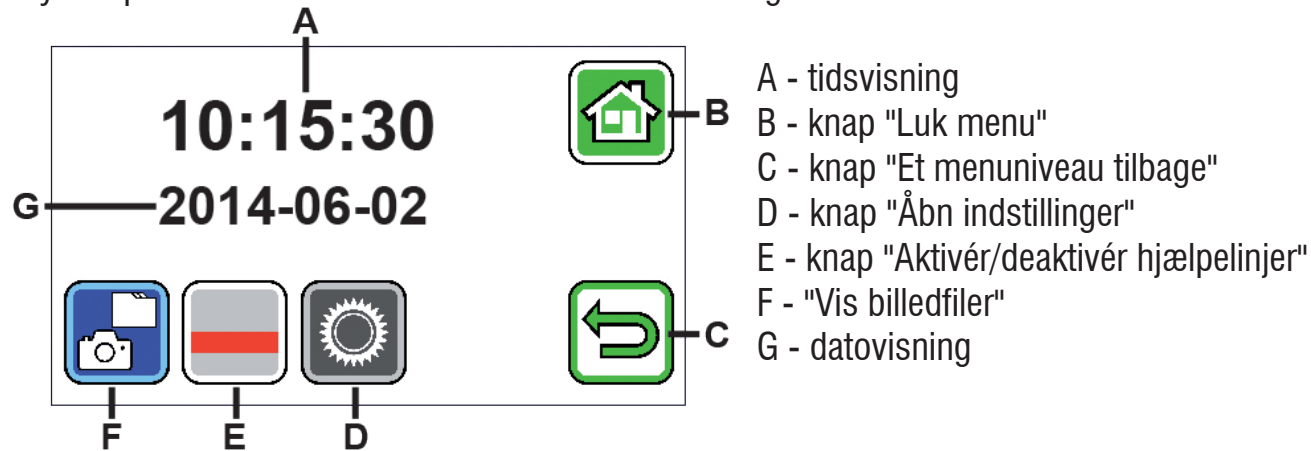 A
10:15:30
B
G
2014-06-02
C
F
E
D
A - tidsvisning
B - knap "Luk menu"
C - knap "Et menuniveau tilbage"
D - knap "Åbn indstillinger"
E - knap "Aktivér/deaktivér hjælpelinjer"
F - "Vis billedfiler"
G - datovisning